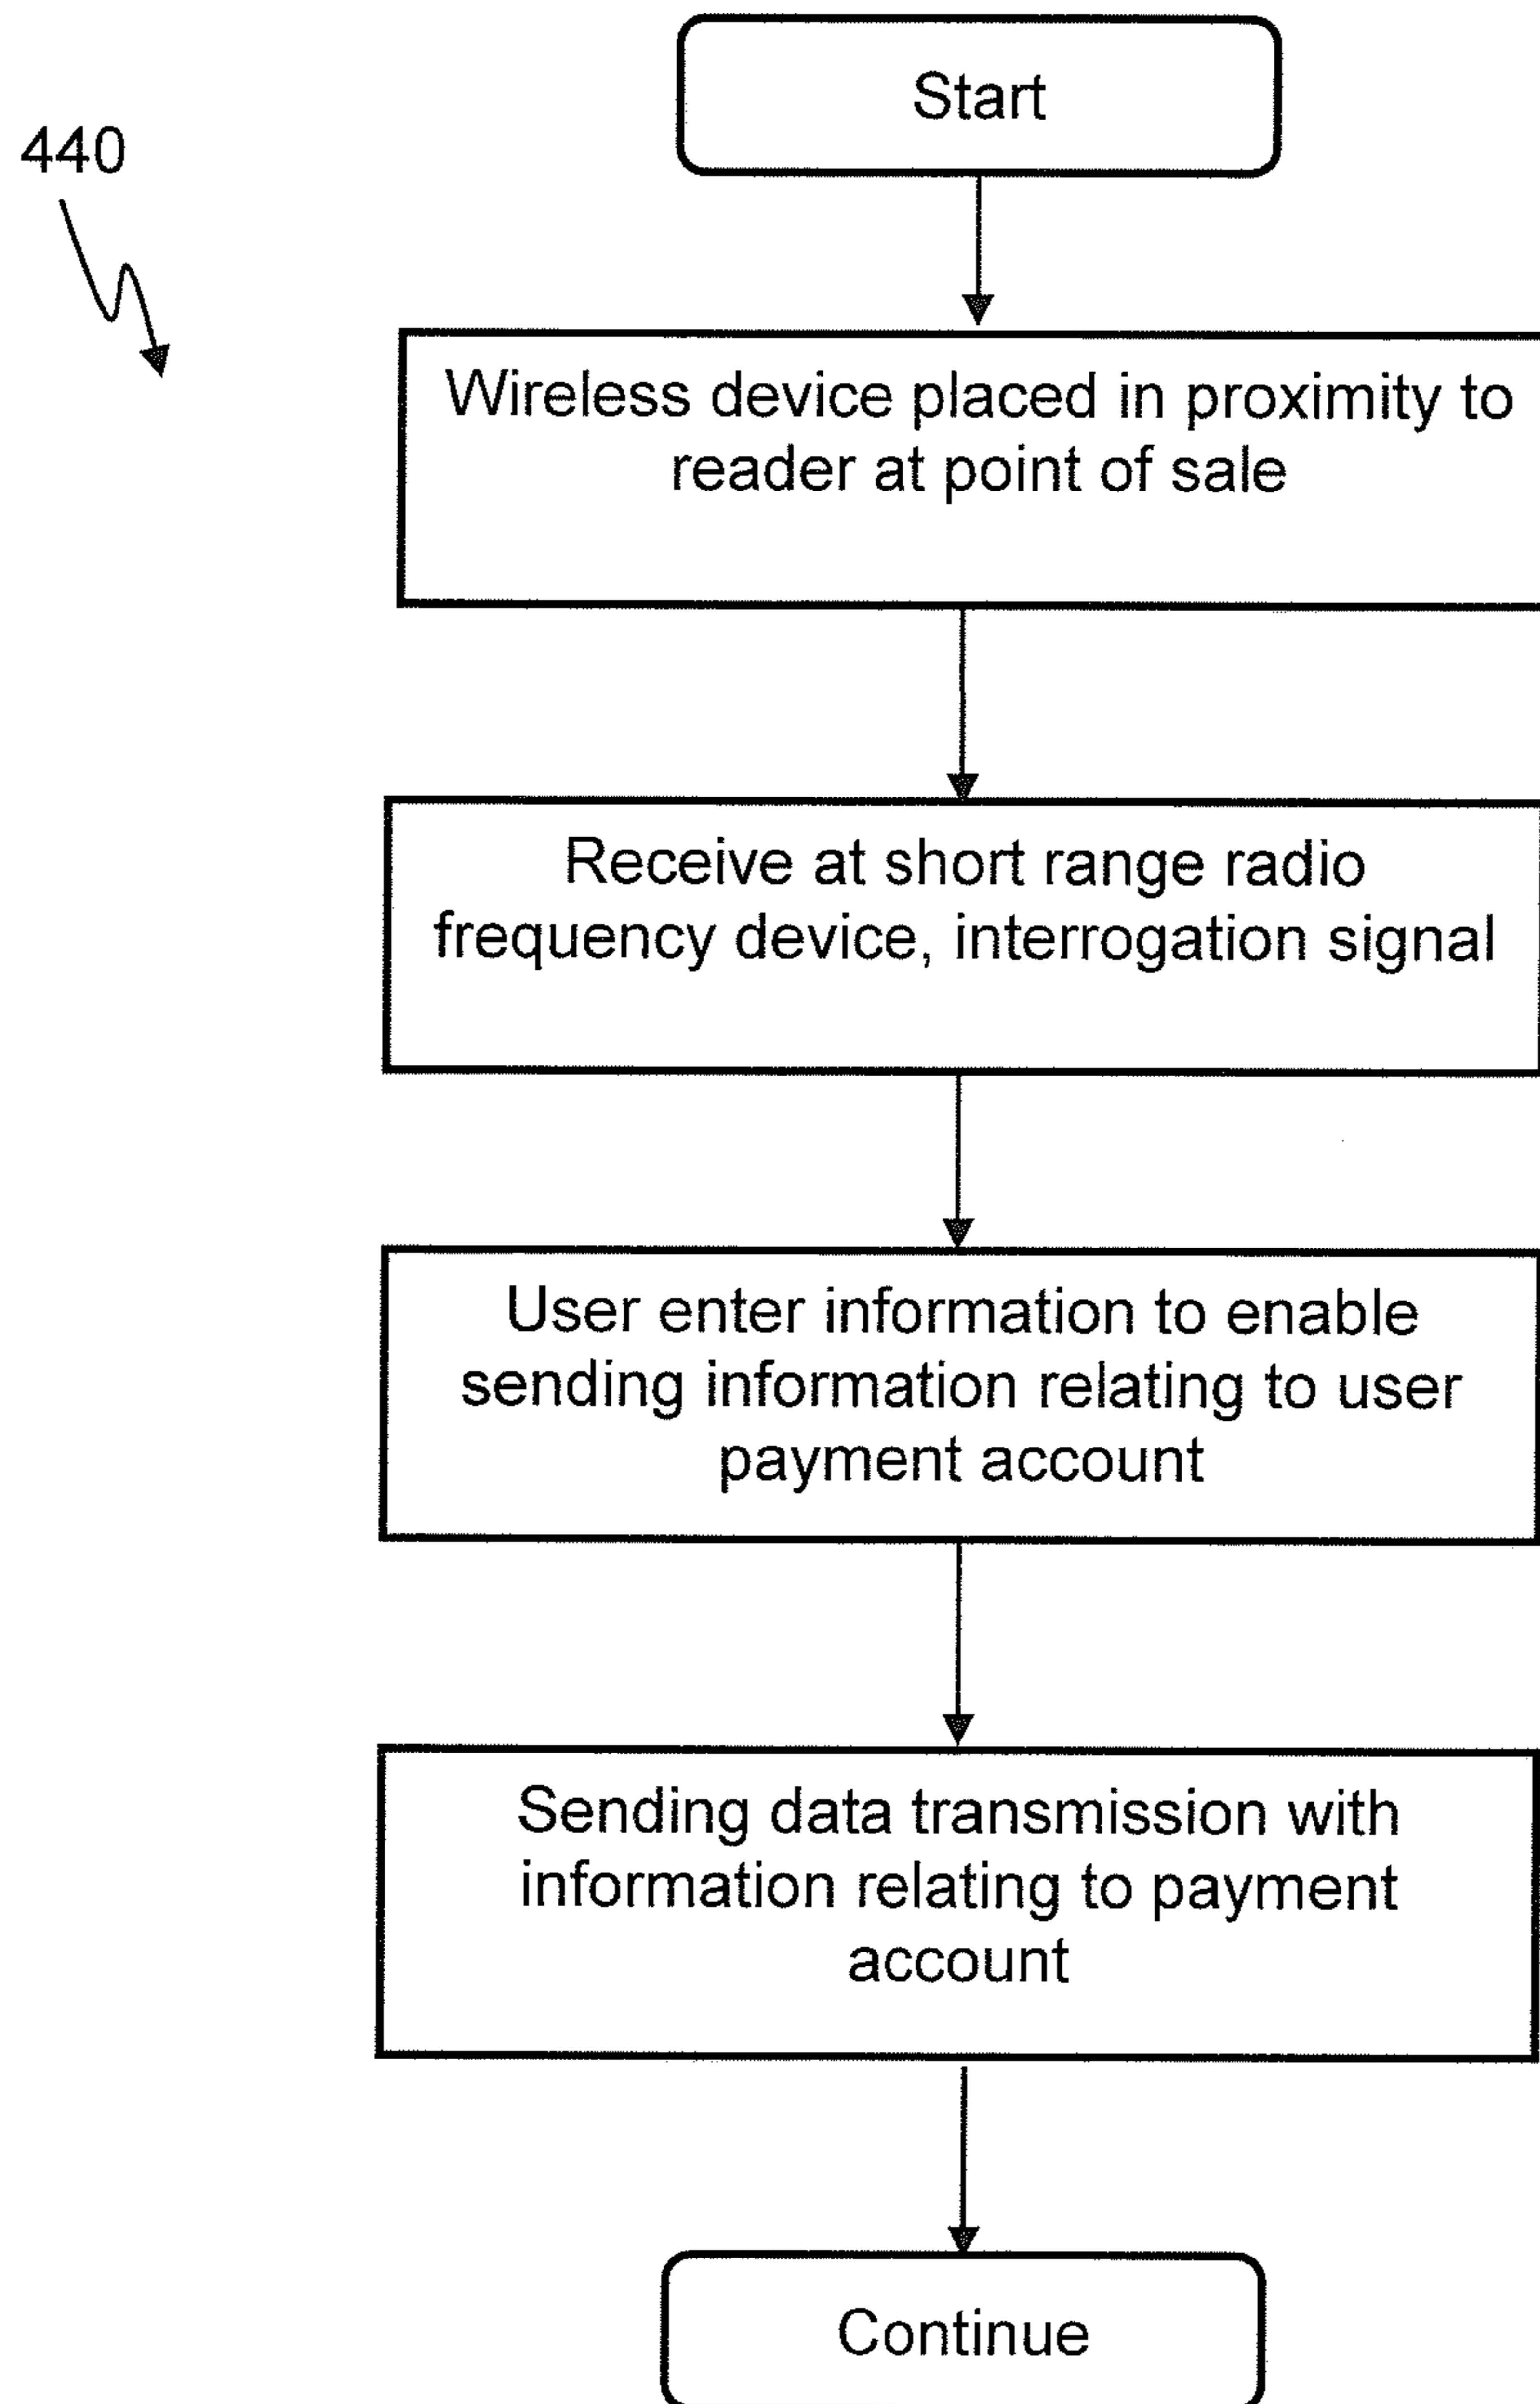 Start
440
Wireless device placed in proximity to
reader at point of sale
Receive at short range radio
frequency device, interrogation signal
User enter information to enable
sending information relating to user
payment account
Sending data transmission with
information relating to payment
account
Continue